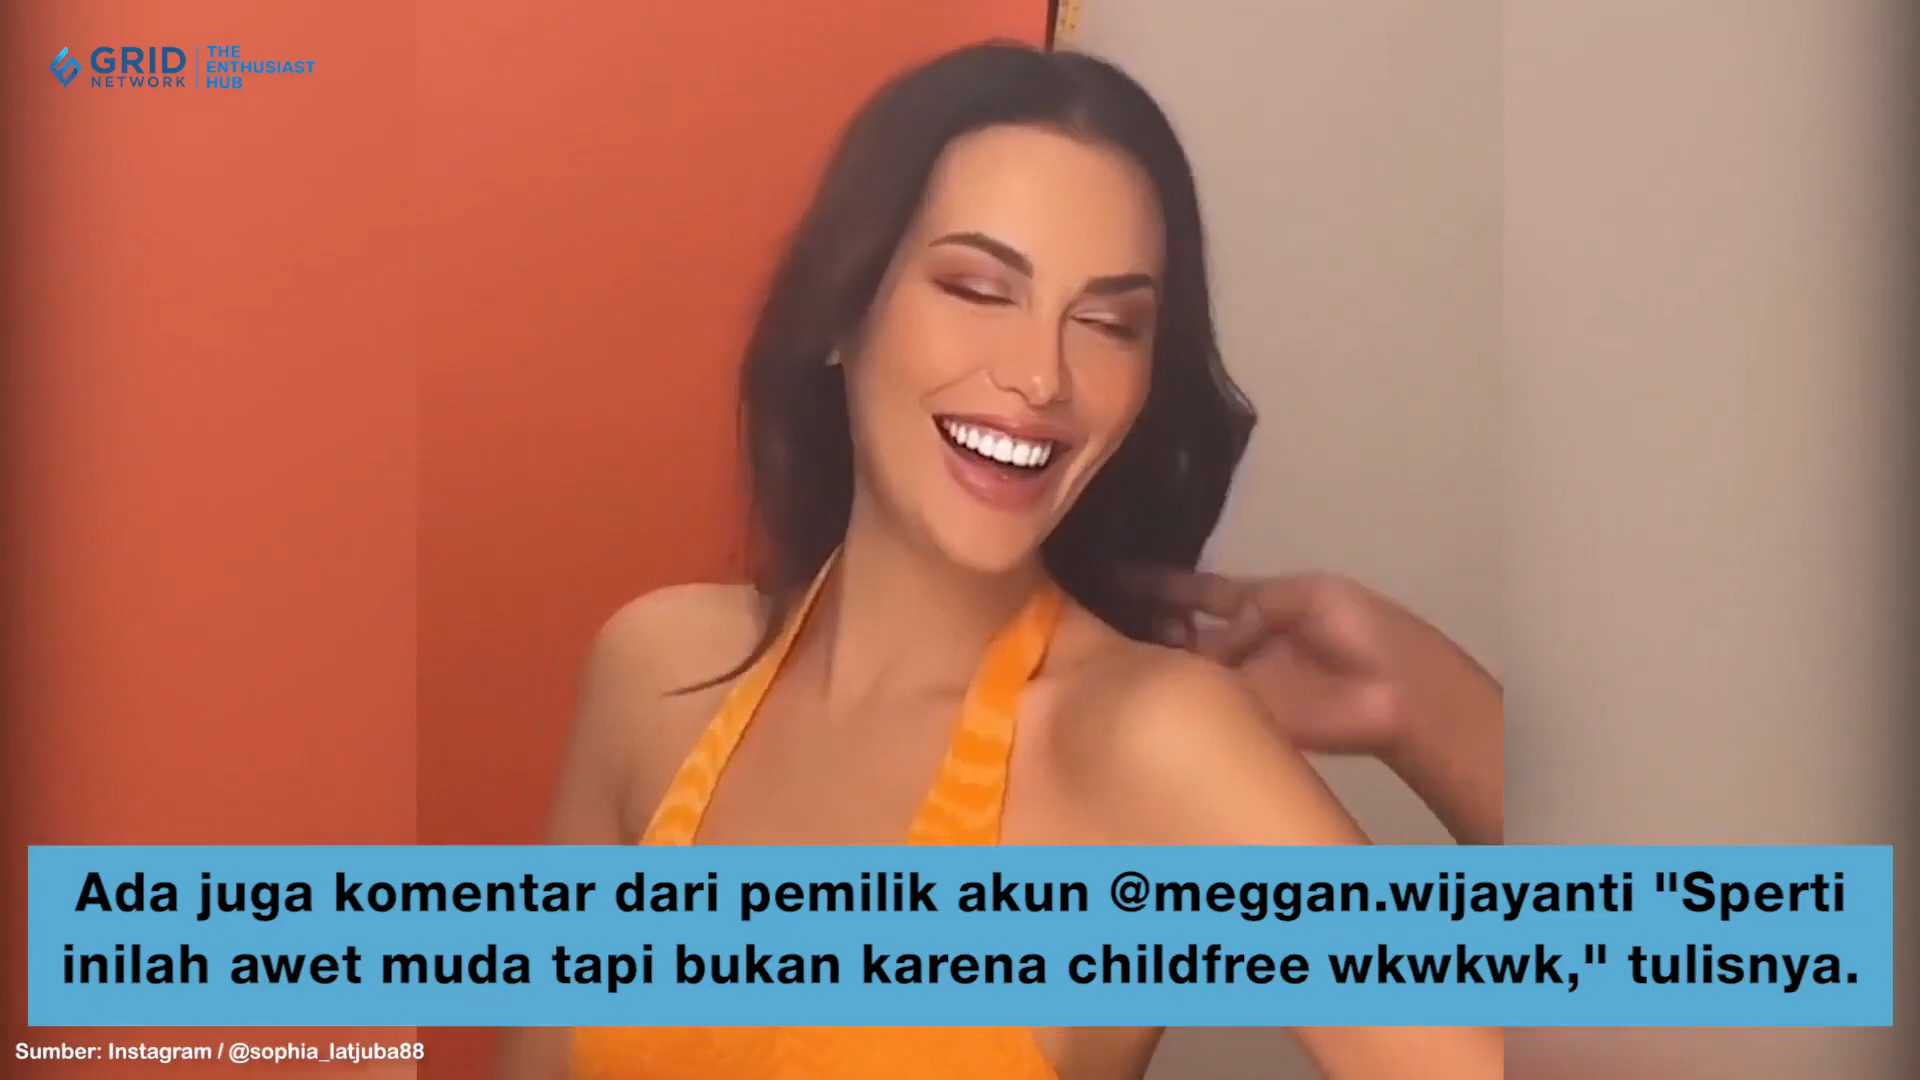 GRID
NETWORK
THE
ENTHUSIAST
HUB
Ada juga komentar dari pemilik akun @meggan.wijayanti "Sperti
inilah awet muda tapi bukan karena childfree wkwkwk," tulisnya.
Sumber: Instagram / @sophia_latjuba88